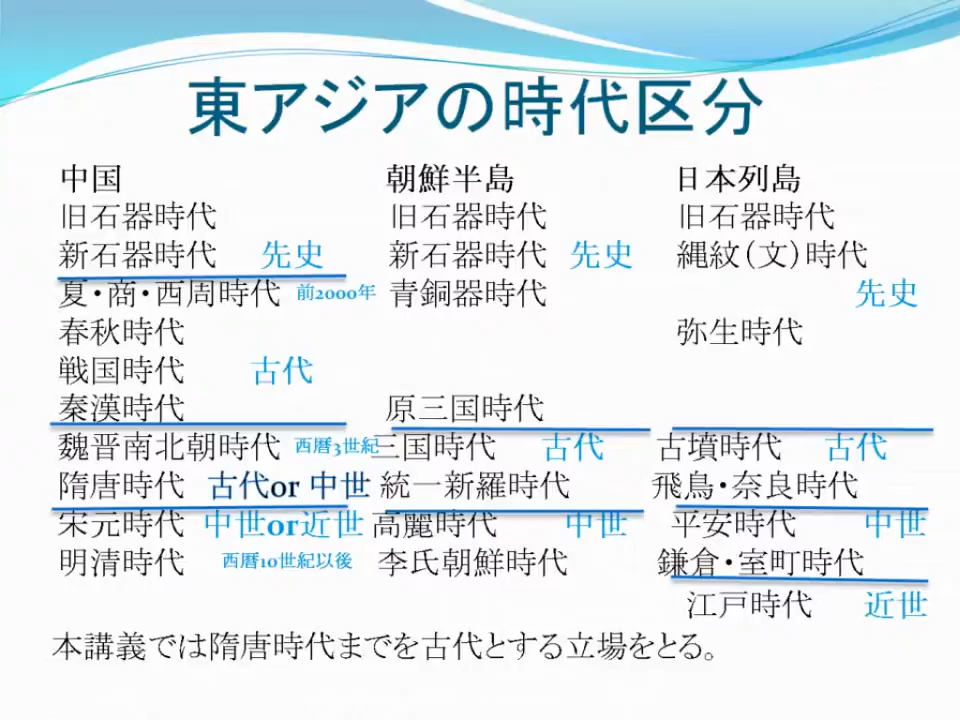 東アジアの時代区分
中国 朝鮮半島 日本列島
旧石器時代 旧石器時代 旧石器時代
新石器時代 先史 新石器時代 先史 縄紋(文)時代
夏・商・西周時代 前2000年 青銅器時代 先史
春秋時代 弥生時代
戦国時代 古代
秦漢時代 原三国時代
魏晋南北朝時代 西暦3世紀 三国時代 古代 古墳時代 古代
隋唐時代 古代or 中世 統一新羅時代 飛鳥・奈良時代
宋元時代 中世or近世 高麗時代 中世 平安時代 中世
明清時代 西暦10世紀以後 李氏朝鮮時代 鎌倉・室町時代
江戸時代 近世
本講義では隋唐時代までを古代とする立場をとる。